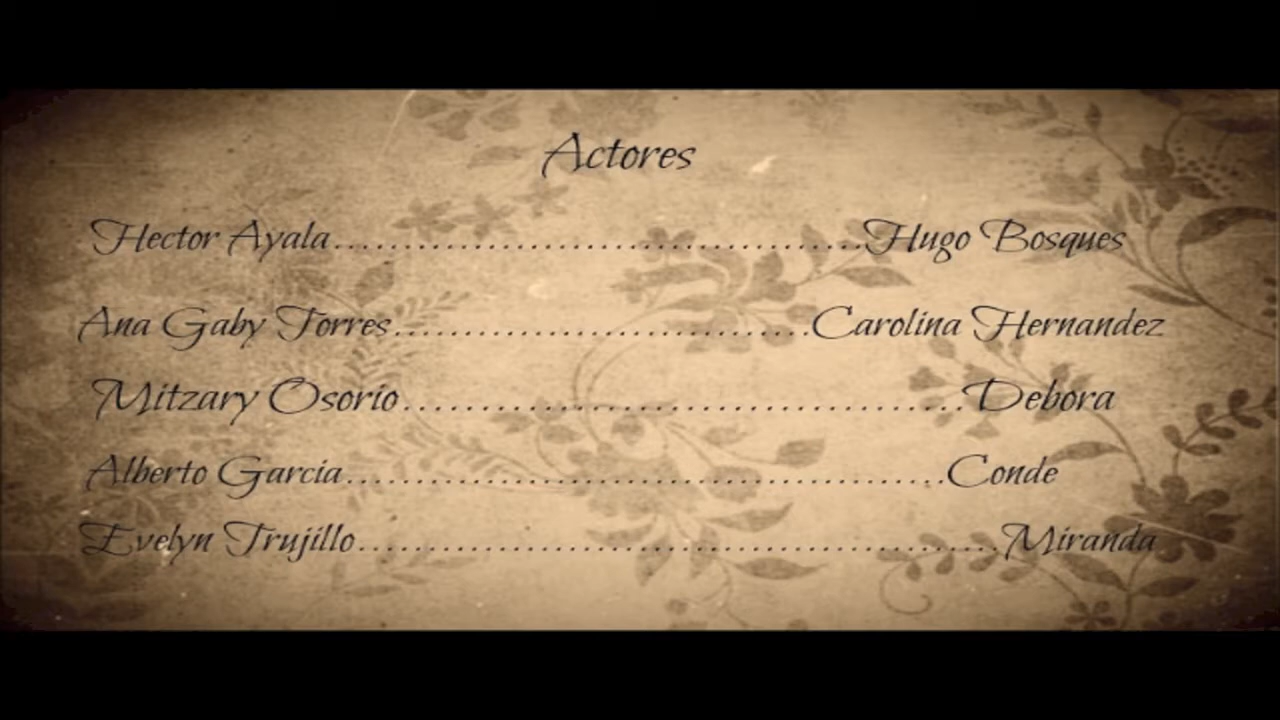 Actores
Hector Ayala........................................Hugo Bosques
Ana Gaby Torres..............................Carolina Hernandez
Mitzary Osorio..................................Debora
Alberto Garcia........................................Conde
Evelyn Trujillo..........................................Miranda